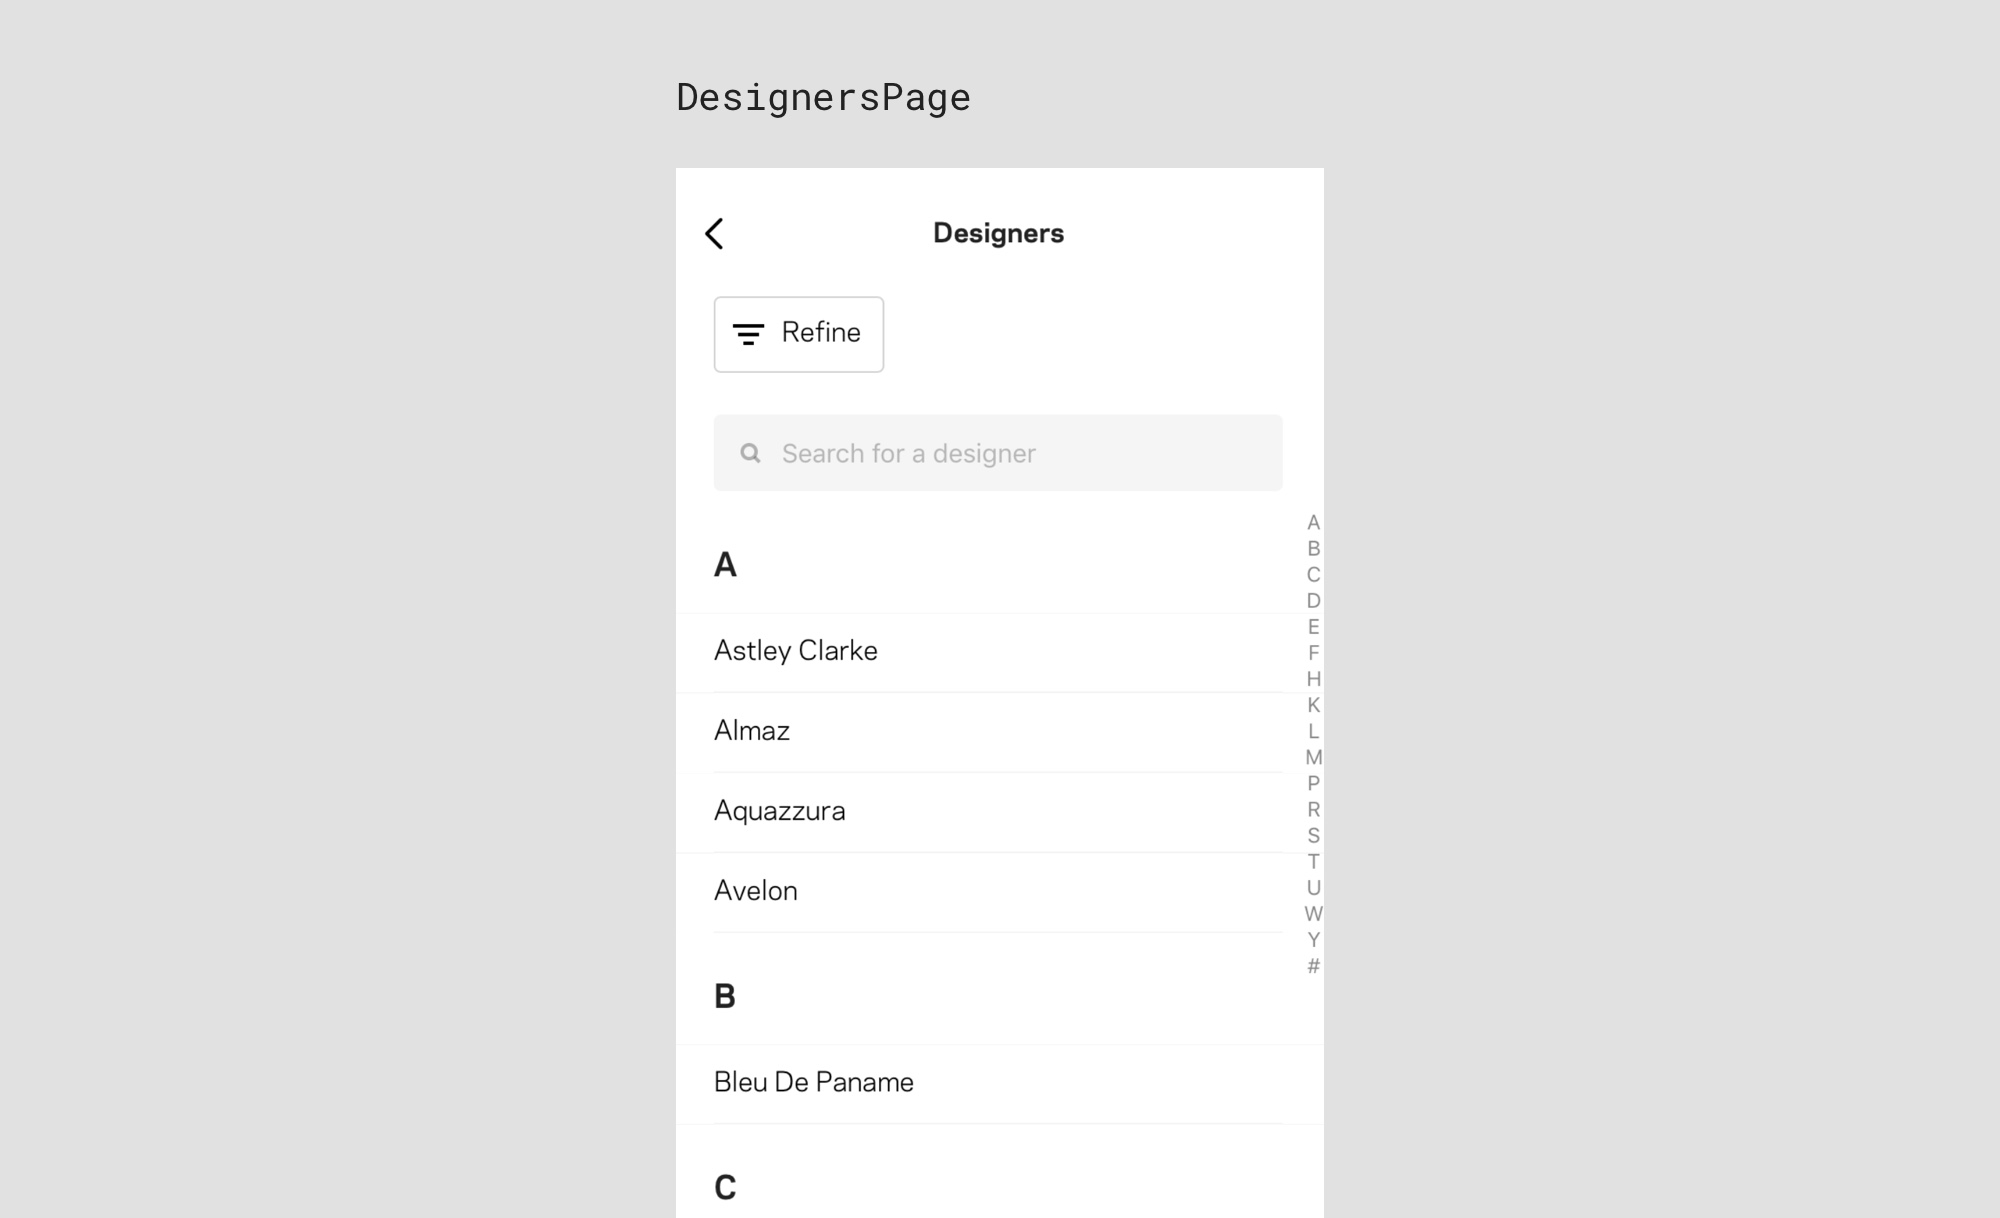 DesignersPage
Designers
Refine
Search for a designer
A
Astley Clarke
Almaz
Aquazzura
Avelon
B
Bleu De Paname
C
A
B
C
D
E
F
H
K
L
M
P
R
S
T
U
W
Y
#